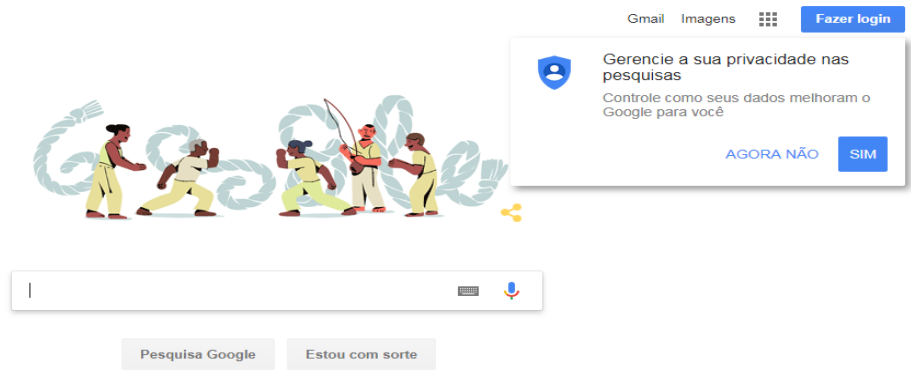 Gmail Imagens Fazer login
Gerencie a sua privacidade nas
pesquisas
Controle como seus dados melhoram o
Google para você
AGORA NÃO SIM
Google
Pesquisa Google Estou com sorte